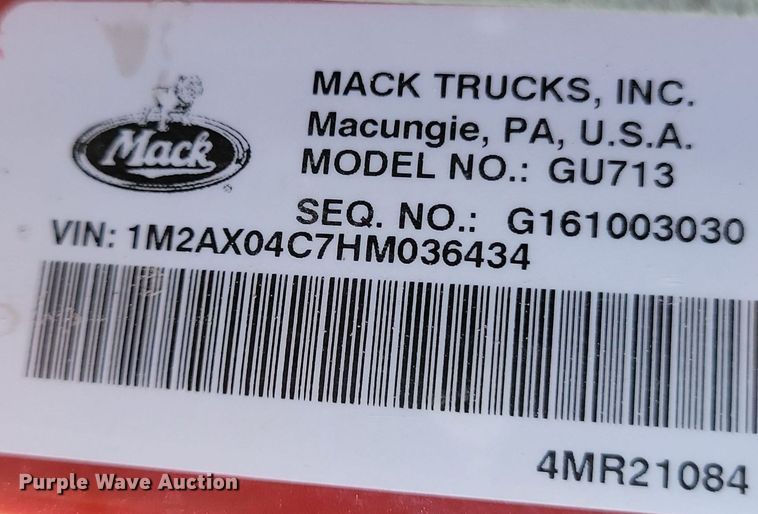 MACK TRUCKS, INC.
Macungie, PA, U.S.A.
Mack
MODEL NO.: GU713
SEQ. NO.: G161003030
VIN: 1M2AX04C7HM036434
4MR21084
Purple Wave Auction